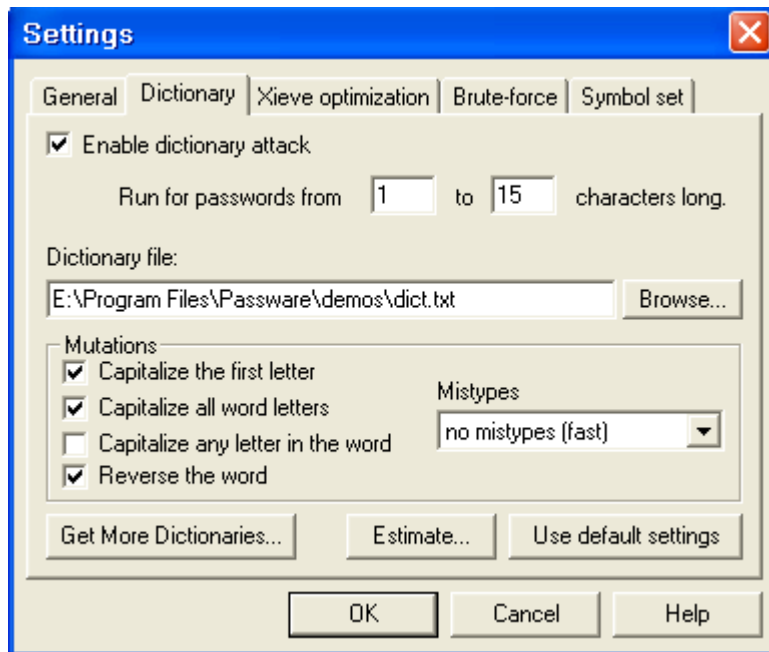 Settings
General Dictionary Xieve optimization Brute-force Symbol set
Enable dictionary attack
Run for passwords from 1 to 15 characters long.
Dictionary file:
E:\Program Files\Passware\demos\dict.txt Browse...
Mutations
Capitalize the first letter
Mistypes
Capitalize all word letters
no mistypes (fast)
Capitalize any letter in the word
Reverse the word
Get More Dictionaries... Estimate... Use default settings
OK Cancel Help